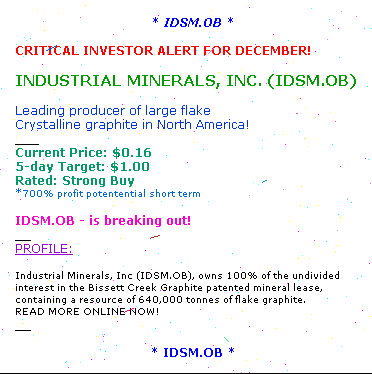 * IDSM.OB *
CRITICAL INVESTOR ALERT FOR DECEMBER!
INDUSTRIAL MINERALS, INC. (IDSM.OB)
Leading producer of large flake
Crystalline graphite in North America!
Current Price: $0.16
5-day Target: $1.00
Rated: Strong Buy
*700% profit potentential short term
IDSM.OB - is breaking out!
PROFILE:
Industrial Minerals, Inc (IDSM.OB), owns 100% of the undivided
interest in the Bissett Creek Graphite patented mineral lease,
containing a resource of 640,000 tonnes of flake graphite.
READ MORE ONLINE NOW!
* IDSM.OB *